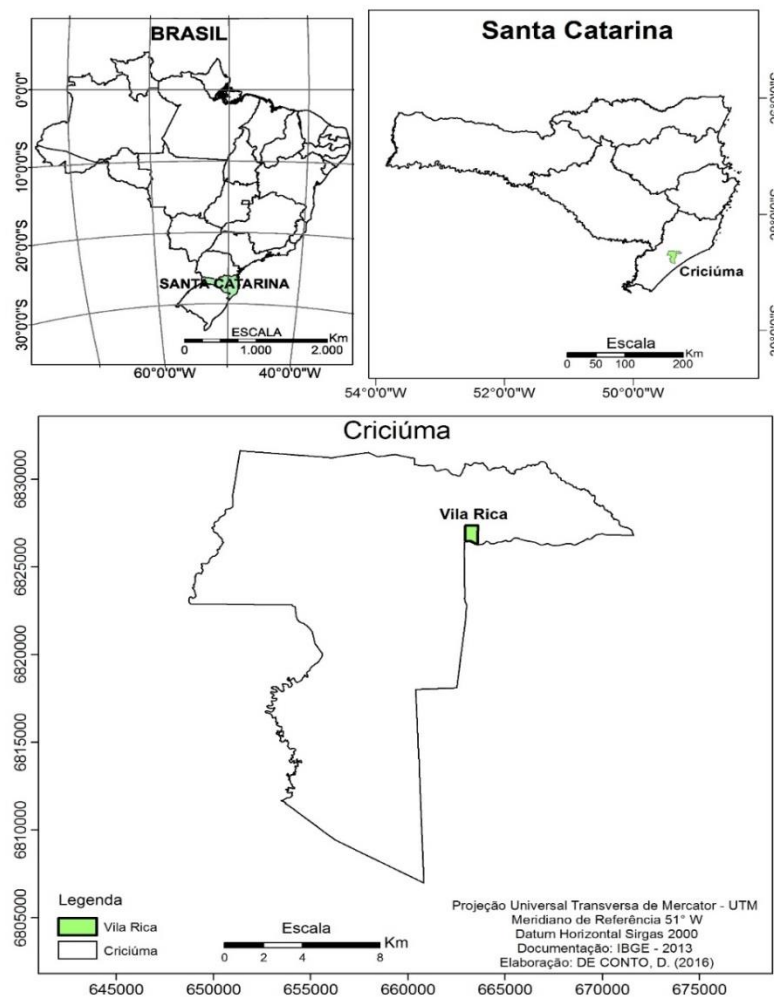 BRASIL
0°0'0"
10°0'0"S
20°0'0"S
30°0'0"S
SANTA CATARINA
ESCALA
Km
0
1.000
2.000
60°0'0"W
40°0'0"W
Santa Catarina
Criciúma
Escala
Km
0 50 100 200
54°0'0"W
52°0'0"W
50°0'0"W
Criciúma
6830000
6825000
6820000
6815000
6810000
6805000
Vila Rica
Legenda
Vila Rica
Criciúma
Escala
Km
0 2 4 8
Projeção Universal Transversa de Mercator - UTM
Meridiano de Referência 51° W
Datum Horizontal Sirgas 2000
Documentação: IBGE - 2013
Elaboração: DE CONTO, D. (2016)
645000 650000 655000 660000 665000 670000 675000